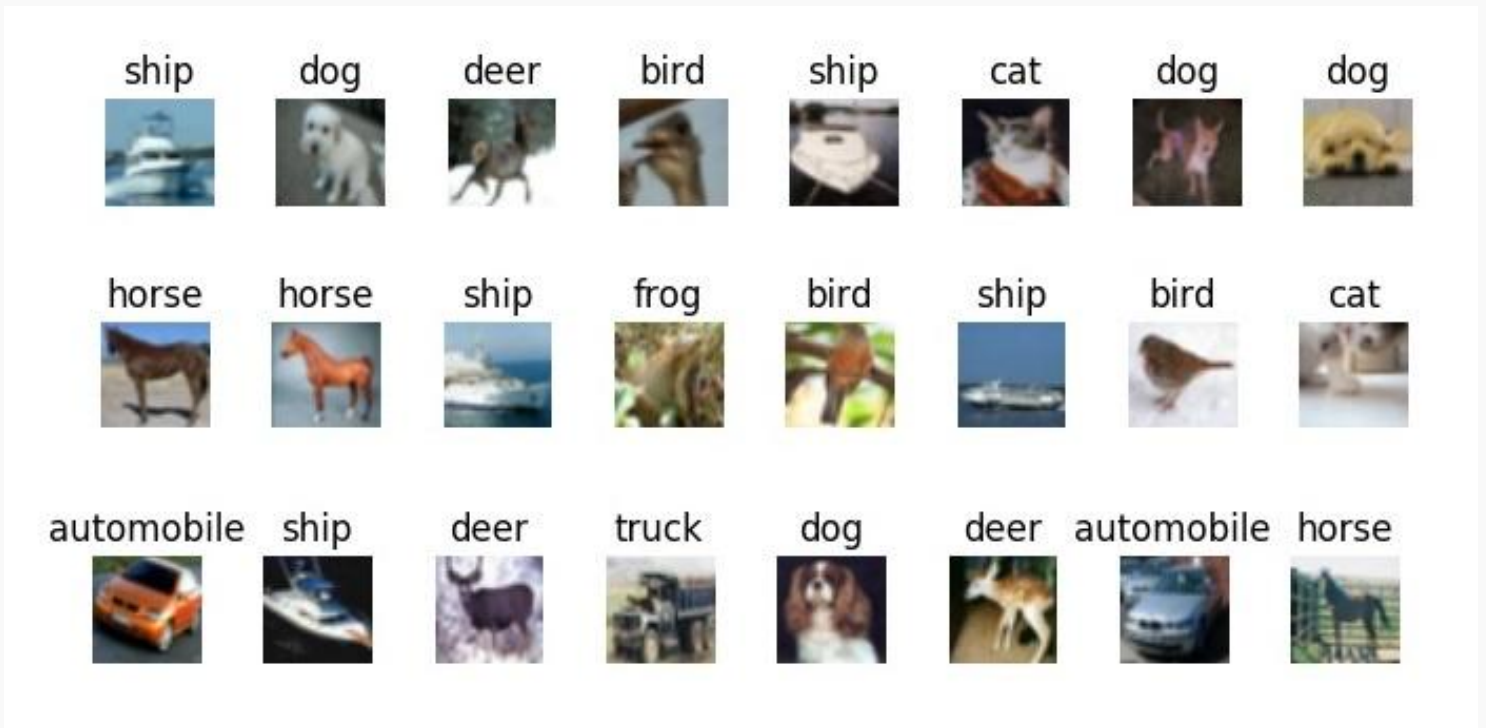 ship dog deer bird ship cat dog dog
horse horse ship frog bird ship bird cat
automobile ship deer truck dog deer automobile horse